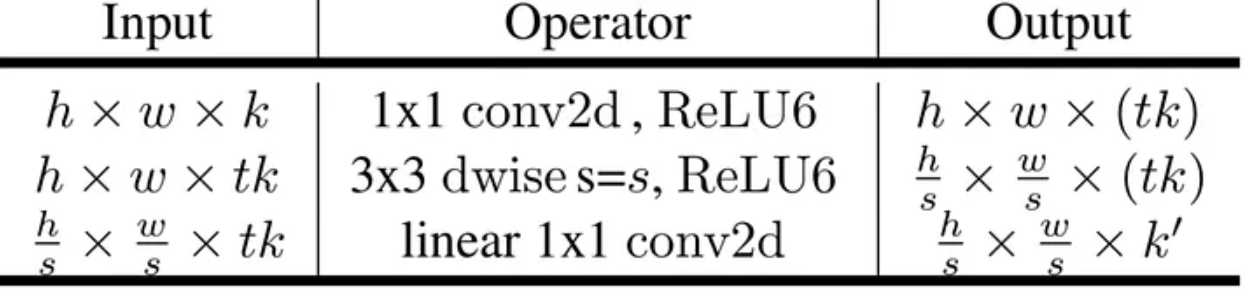 Input Operator Output
h × w × k 1x1 conv2d , ReLU6 h × w × (tk)
h × w × tk 3x3 dwise s=s, ReLU6 h/s × w/s × (tk)
h/s × w/s × tk linear 1x1 conv2d h/s × w/s × k′